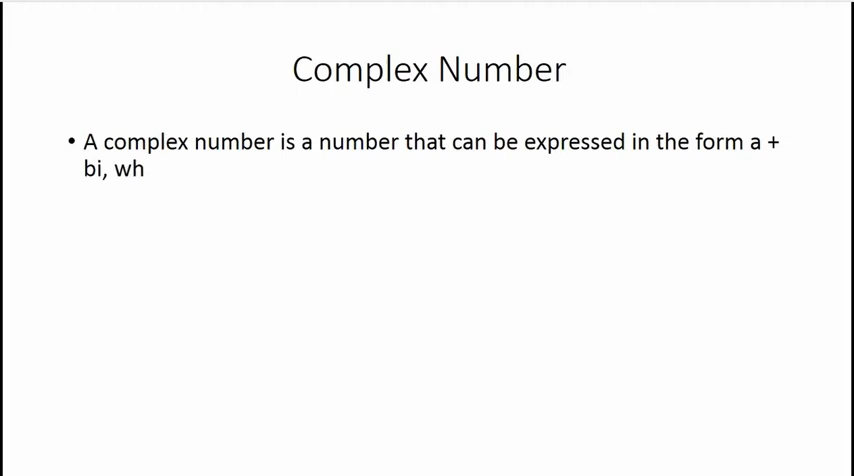 Complex Number
• A complex number is a number that can be expressed in the form a +
bi, wh